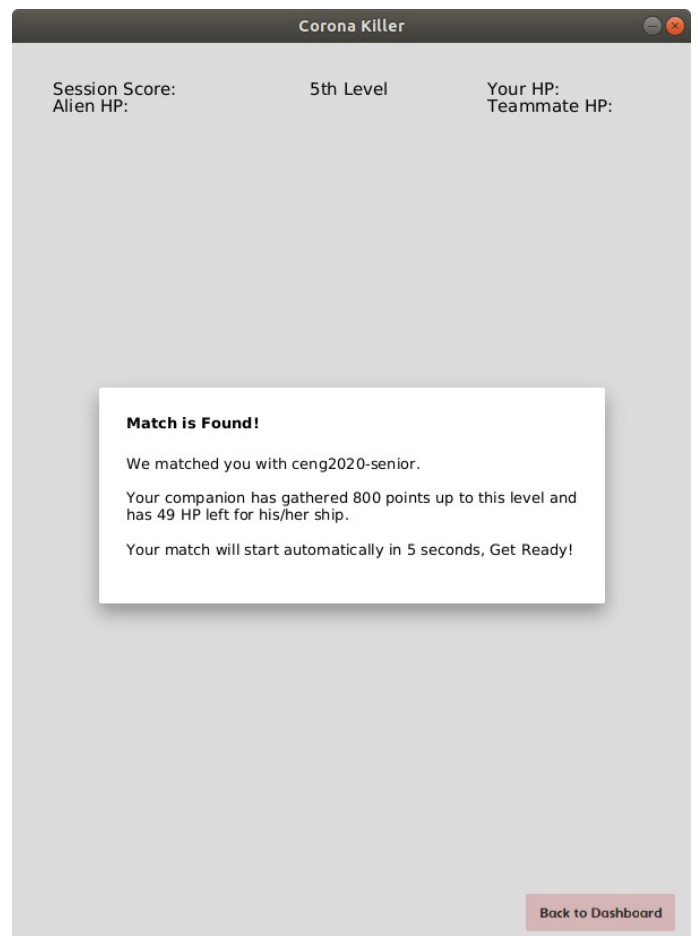 Corona Killer
Session Score:
5th Level
Your HP:
Alien HP:
Teammate HP:
Match is Found!
We matched you with ceng2020-senior.
Your companion has gathered 800 points up to this level and
has 49 HP left for his/her ship.
Your match will start automatically in 5 seconds, Get Ready!
Back to Dashboard